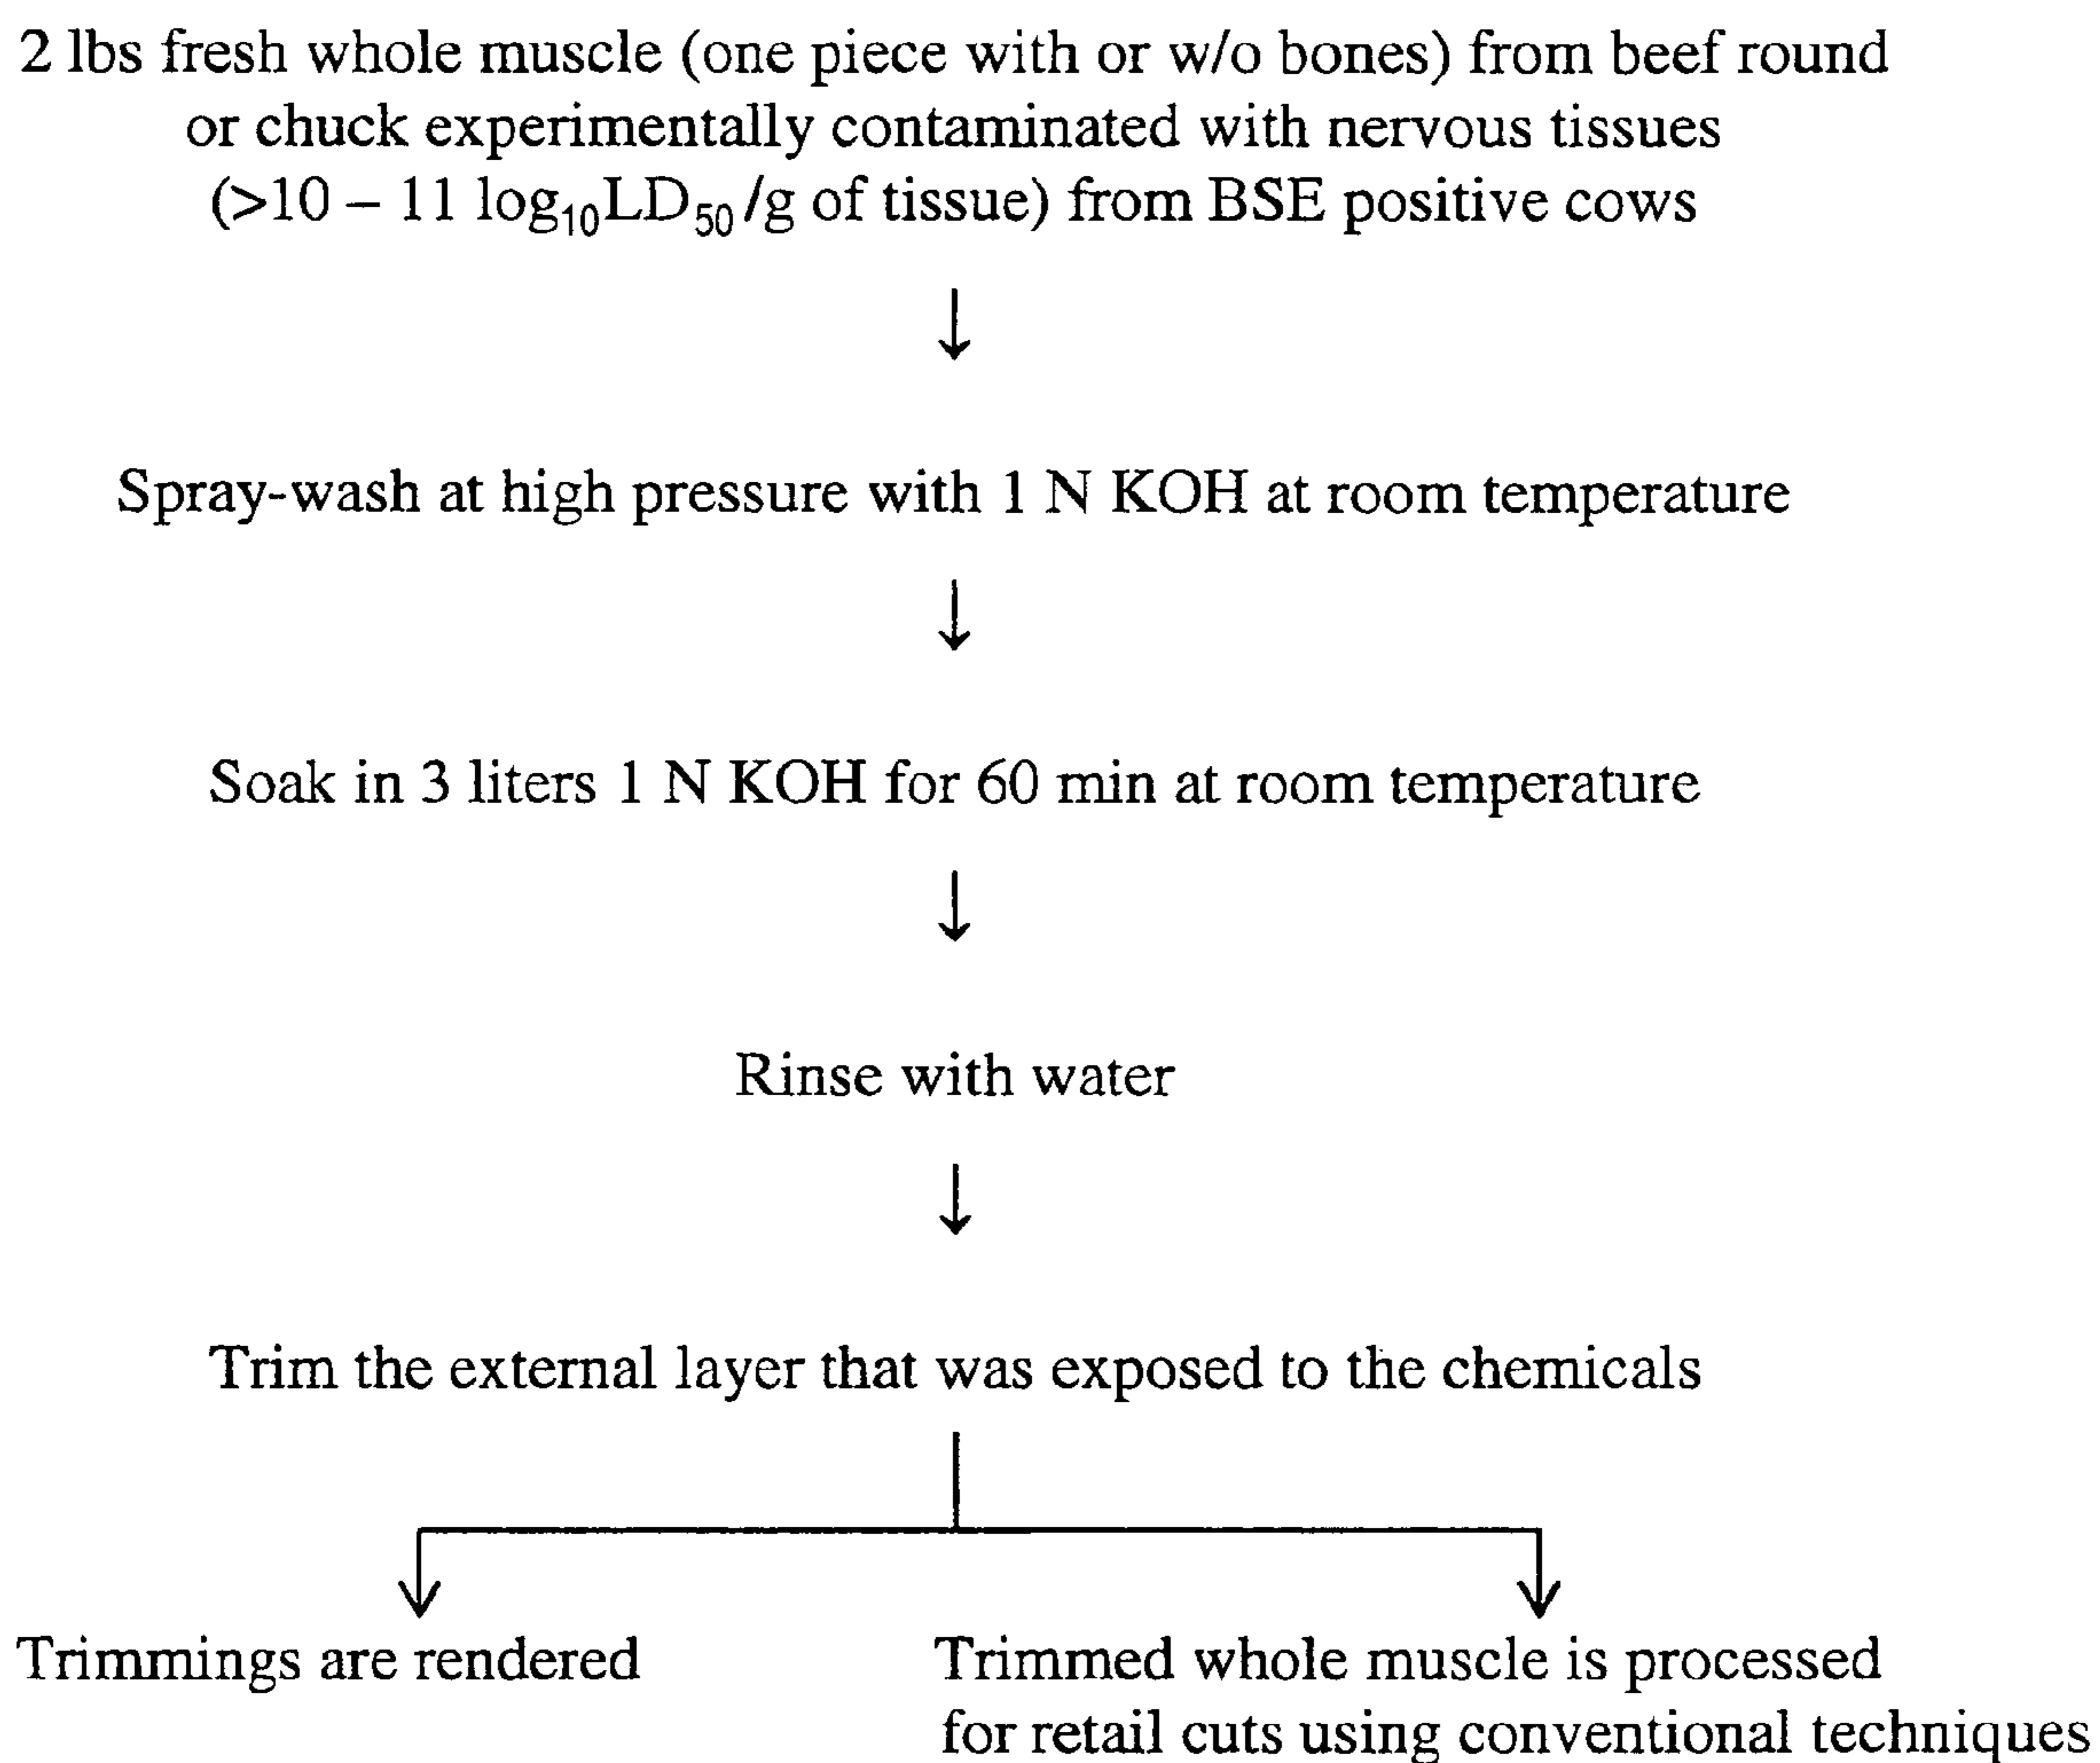 2 lbs fresh whole muscle (one piece with or w/o bones) from beef round
or chuck experimentally contaminated with nervous tissues
(>10 – 11 log₁₀LD₅₀/g of tissue) from BSE positive cows
Spray-wash at high pressure with 1 N KOH at room temperature
Soak in 3 liters 1 N KOH for 60 min at room temperature
Rinse with water
Trim the external layer that was exposed to the chemicals
Trimmings are rendered
Trimmed whole muscle is processed
for retail cuts using conventional techniques